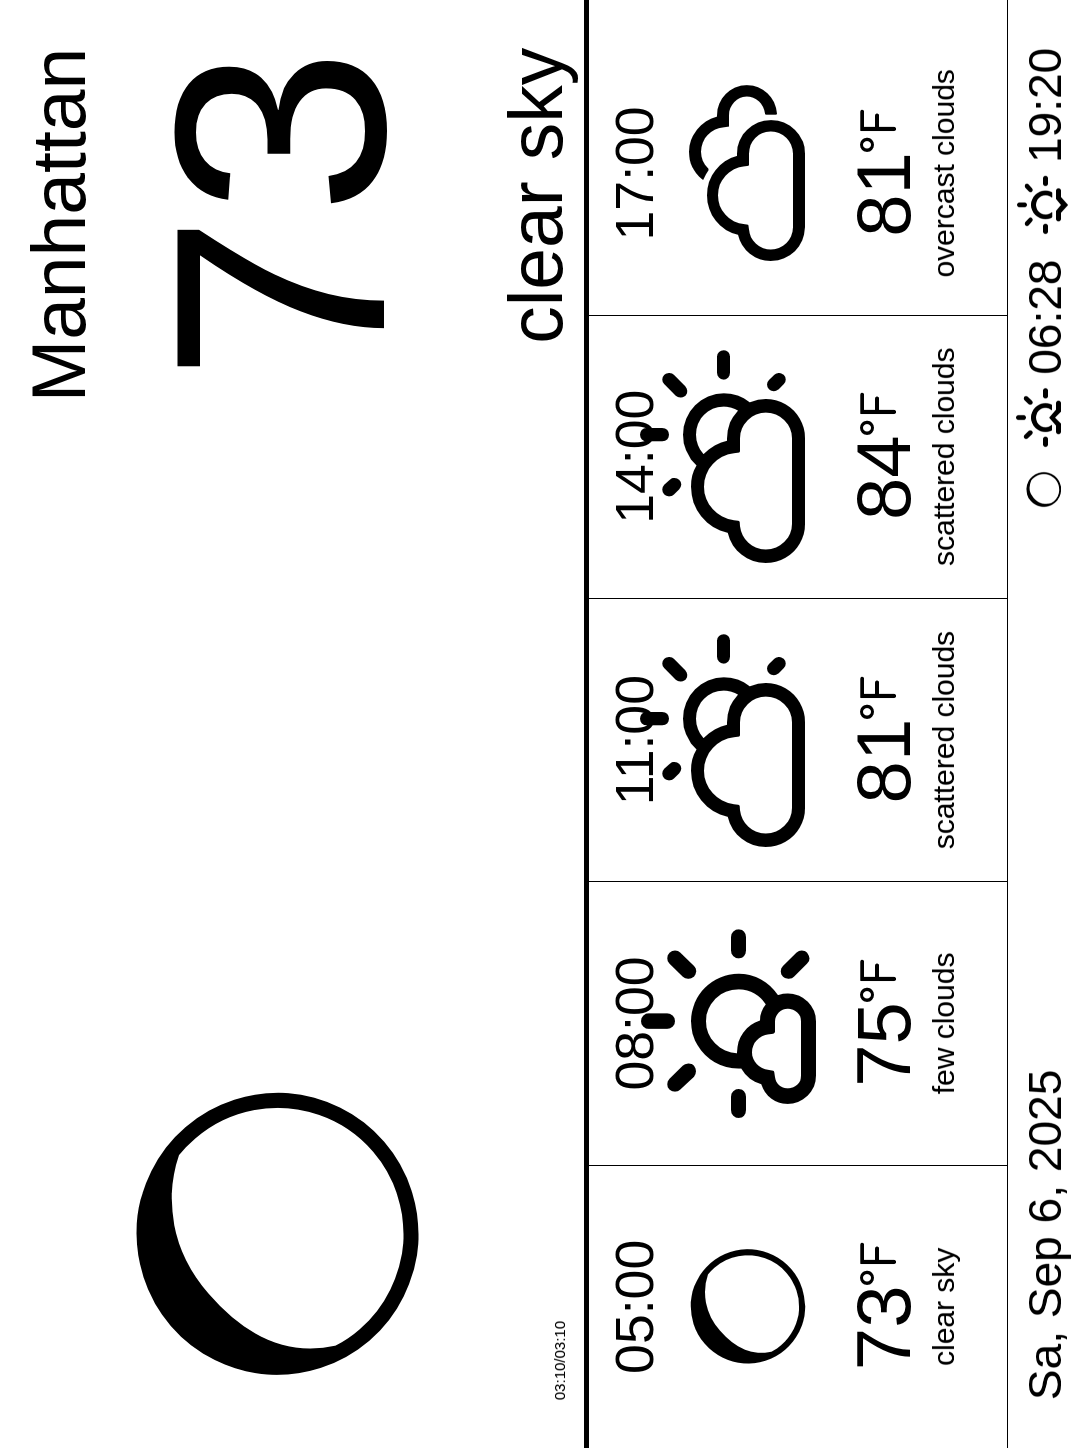 Manhattan
73
clear sky
03:10/03:10
05:00
73°F
clear sky
08:00
75°F
few clouds
11:00
81°F
scattered clouds
14:00
84°F
scattered clouds
17:00
81°F
overcast clouds
Sa, Sep 6, 2025
06:28
19:20